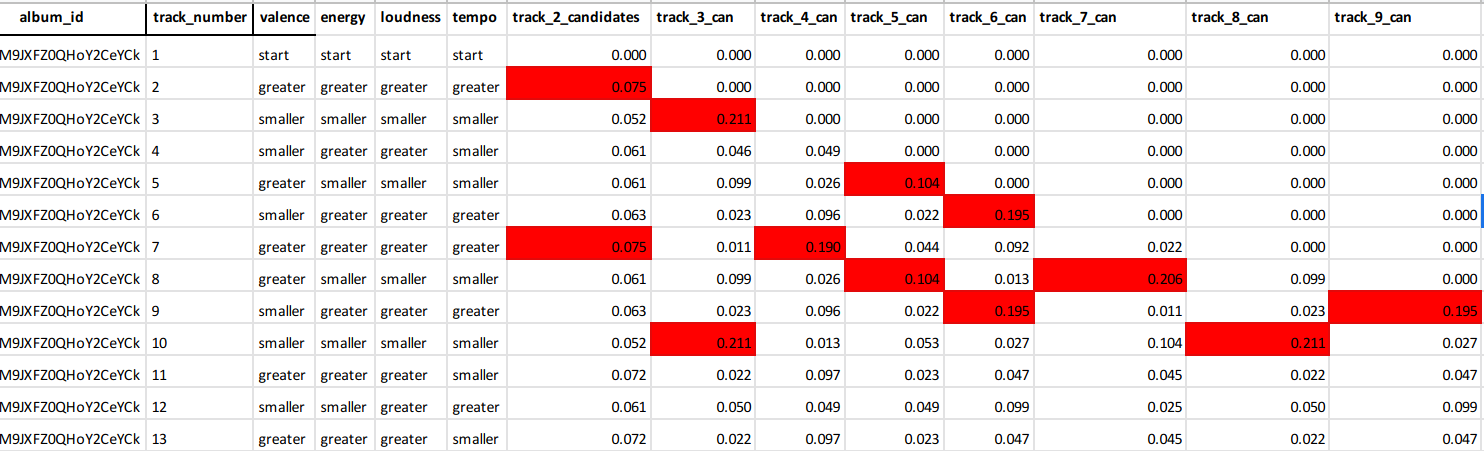 album_id track_number valence energy loudness tempo track_2_candidates track_3_can track_4_can track_5_can track_6_can track_7_can track_8_can track_9_can
M9JXFZ0QHoY2CeYCk 1 start start start start 0.000 0.000 0.000 0.000 0.000 0.000 0.000 0.000
M9JXFZ0QHoY2CeYCk 2 greater greater greater greater 0.075 0.000 0.000 0.000 0.000 0.000 0.000 0.000
M9JXFZ0QHoY2CeYCk 3 smaller smaller smaller smaller 0.052 0.211 0.000 0.000 0.000 0.000 0.000 0.000
M9JXFZ0QHoY2CeYCk 4 smaller greater greater smaller 0.061 0.046 0.049 0.000 0.000 0.000 0.000 0.000
M9JXFZ0QHoY2CeYCk 5 greater smaller smaller smaller 0.061 0.099 0.026 0.104 0.000 0.000 0.000 0.000
M9JXFZ0QHoY2CeYCk 6 smaller greater greater greater 0.063 0.023 0.096 0.022 0.195 0.000 0.000 0.000
M9JXFZ0QHoY2CeYCk 7 greater greater greater greater 0.075 0.011 0.190 0.044 0.092 0.022 0.000 0.000
M9JXFZ0QHoY2CeYCk 8 greater smaller smaller smaller 0.061 0.099 0.026 0.104 0.013 0.206 0.099 0.000
M9JXFZ0QHoY2CeYCk 9 smaller greater greater greater 0.063 0.023 0.096 0.022 0.195 0.011 0.023 0.195
M9JXFZ0QHoY2CeYCk 10 smaller smaller smaller smaller 0.052 0.211 0.013 0.053 0.027 0.104 0.211 0.027
M9JXFZ0QHoY2CeYCk 11 greater greater greater smaller 0.072 0.022 0.097 0.023 0.047 0.045 0.022 0.047
M9JXFZ0QHoY2CeYCk 12 smaller smaller greater greater 0.061 0.050 0.049 0.049 0.099 0.025 0.050 0.099
M9JXFZ0QHoY2CeYCk 13 greater greater greater smaller 0.072 0.022 0.097 0.023 0.047 0.045 0.022 0.047